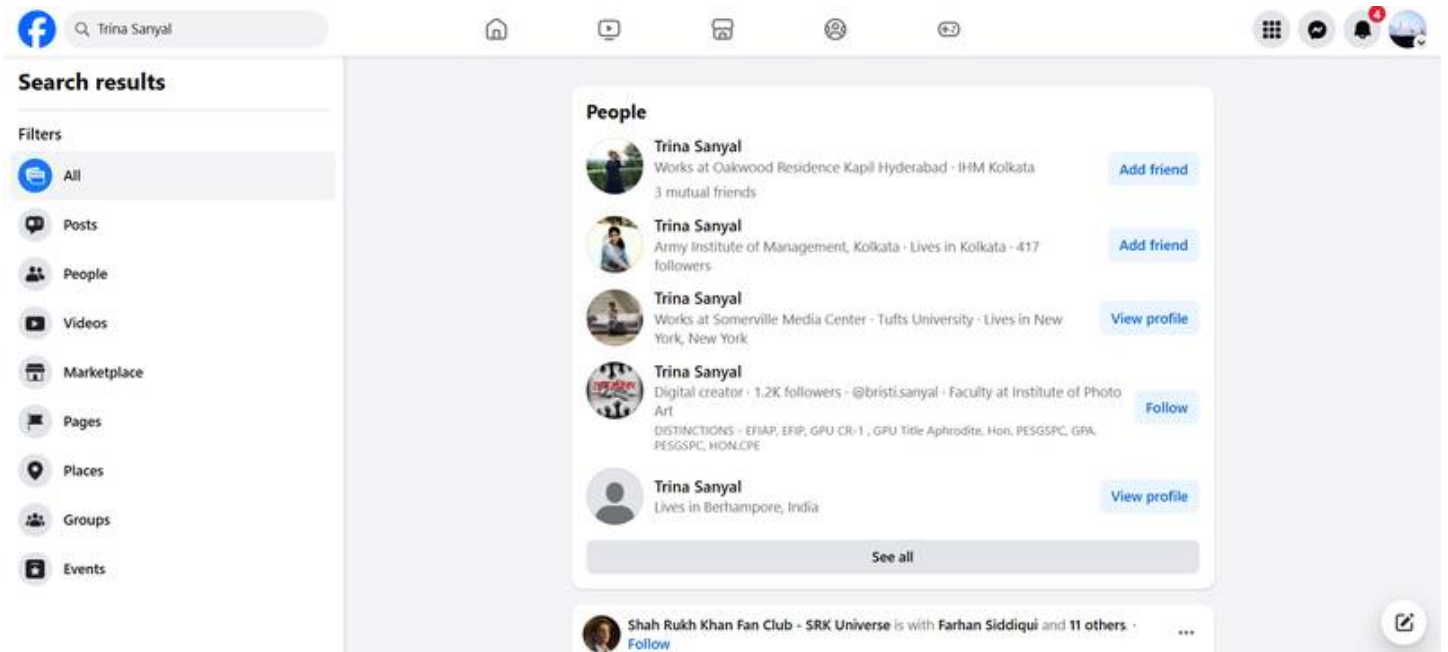 Trina Sanyal
4
Search results
Filters
All
Posts
People
Videos
Marketplace
Pages
Places
Groups
Events
People
Trina Sanyal
Works at Oakwood Residence Kapil Hyderabad · IHM Kolkata
3 mutual friends
Add friend
Trina Sanyal
Army Institute of Management, Kolkata · Lives in Kolkata · 417
followers
Add friend
Trina Sanyal
Works at Somerville Media Center · Tufts University · Lives in New
York, New York
View profile
Trina Sanyal
Digital creator · 1.2K followers · @bristi.sanyal · Faculty at Institute of Photo
Art
DISTINCTIONS - EFIAP, EFIP, GPU CR-1 , GPU Title Aphrodite, Hon. PESGSPC, GPA.
PESGSPC, HON.CPE
Follow
Trina Sanyal
Lives in Berhampore, India
View profile
See all
Shah Rukh Khan Fan Club - SRK Universe is with Farhan Siddiqui and 11 others. ·
Follow